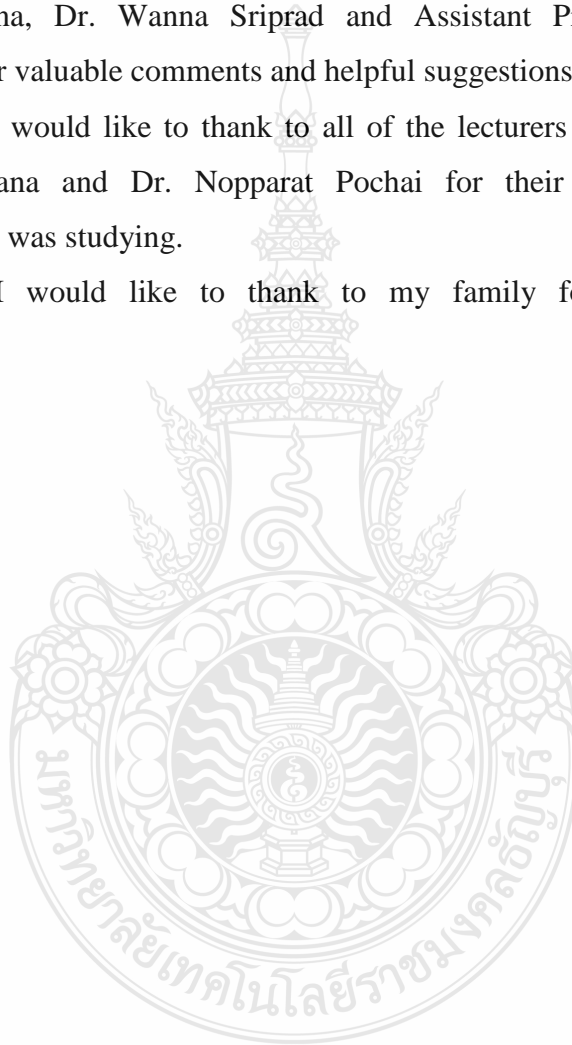 na, Dr. Wanna Sriprad and Assistant P
r valuable comments and helpful suggestions
would like to thank to all of the lecturers
ana and Dr. Nopparat Pochai for their
was studying.
I would like to thank to my family fo
มหาวิทยาลัยเทคโนโลยีราชมงคลธัญบุรี